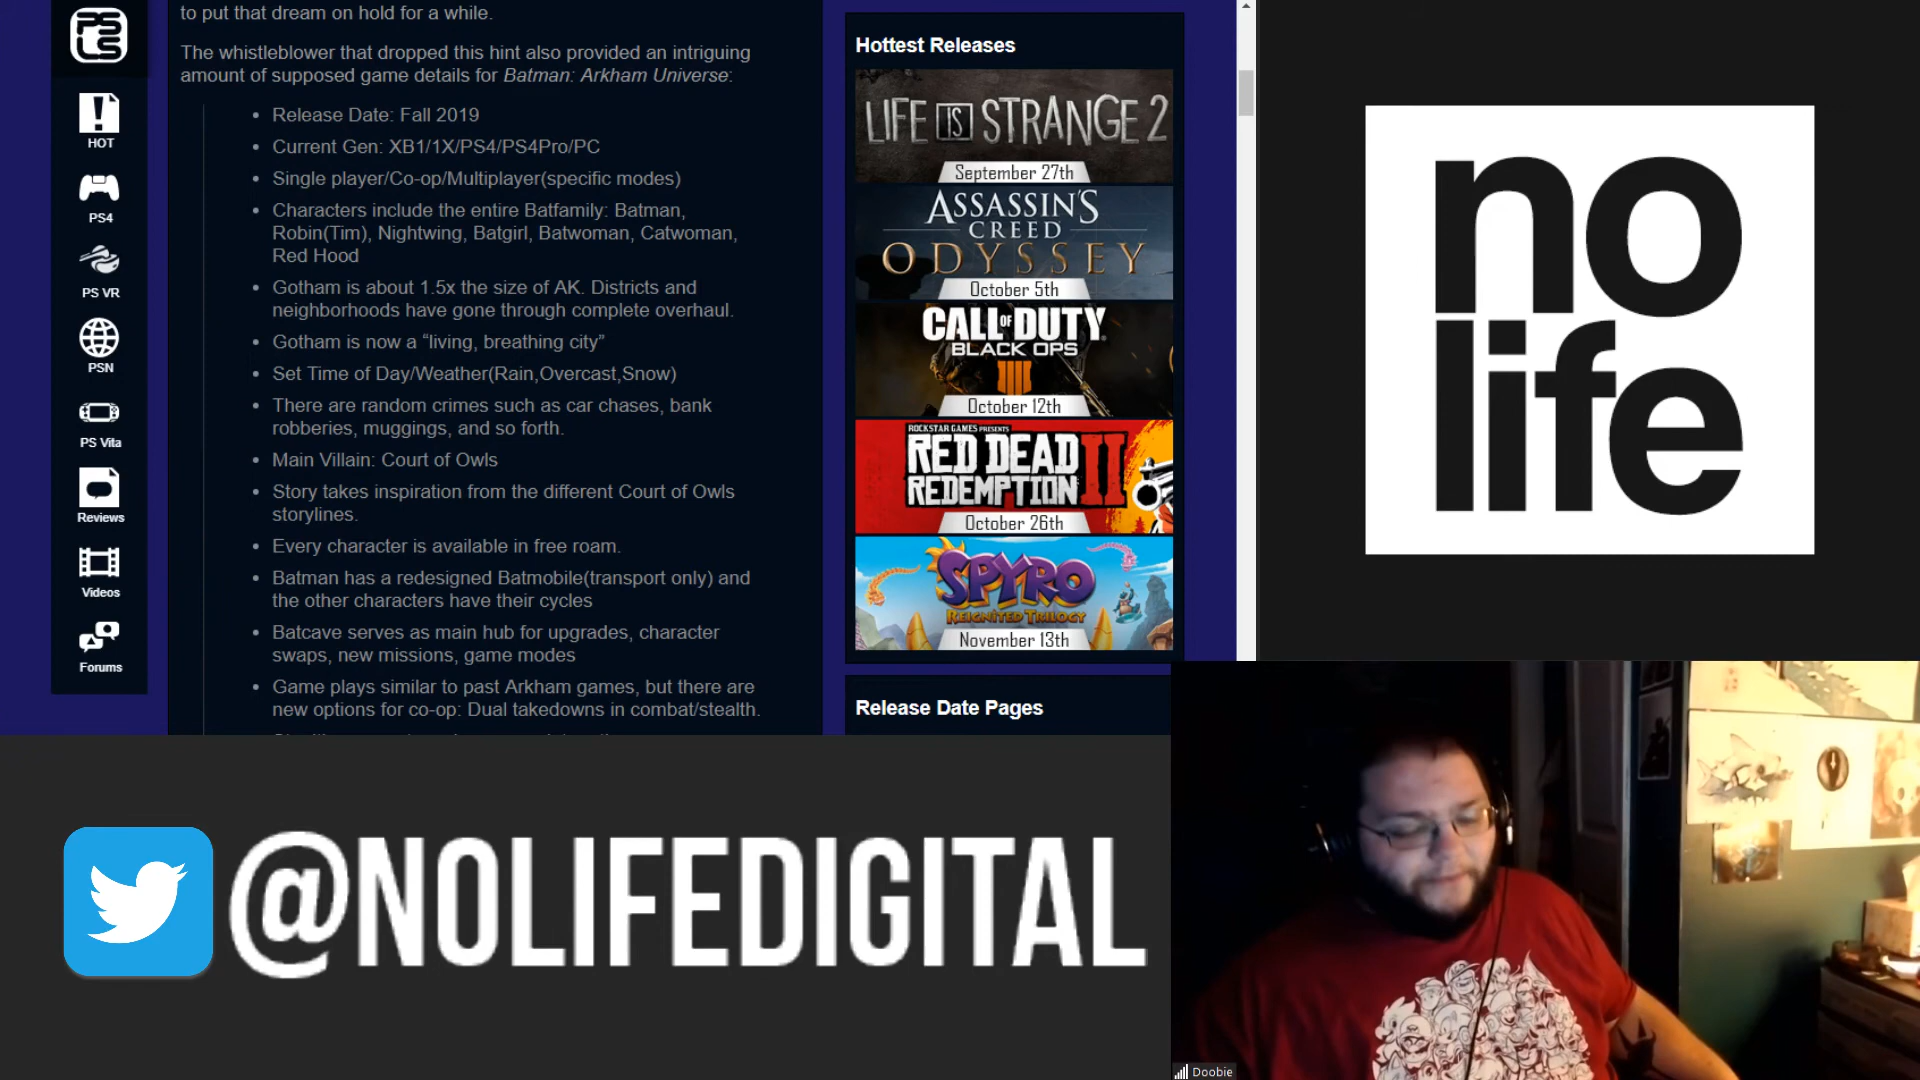 to put that dream on hold for a while.
The whistleblower that dropped this hint also provided an intriguing
amount of supposed game details for Batman: Arkham Universe:
• Release Date: Fall 2019
• Current Gen: XB1/1X/PS4/PS4Pro/PC
• Single player/Co-op/Multiplayer(specific modes)
• Characters include the entire Batfamily: Batman,
Robin(Tim), Nightwing, Batgirl, Batwoman, Catwoman,
Red Hood
• Gotham is about 1.5x the size of AK. Districts and
neighborhoods have gone through complete overhaul.
• Gotham is now a “living, breathing city”
• Set Time of Day/Weather(Rain,Overcast,Snow)
• There are random crimes such as car chases, bank
robberies, muggings, and so forth.
• Main Villain: Court of Owls
• Story takes inspiration from the different Court of Owls
storylines.
• Every character is available in free roam.
• Batman has a redesigned Batmobile(transport only) and
the other characters have their cycles
• Batcave serves as main hub for upgrades, character
swaps, new missions, game modes
• Game plays similar to past Arkham games, but there are
new options for co-op: Dual takedowns in combat/stealth.
HOT
PS4
PS VR
PSN
PS Vita
Reviews
Videos
Forums
Hottest Releases
LIFE IS STRANGE 2
September 27th
ASSASSIN'S
CREED
ODYSSEY
October 5th
CALL OF DUTY
BLACK OPS
IIII
October 12th
ROCKSTAR GAMES PRESENTS
RED DEAD
REDEMPTION II
October 26th
SPYRO
REIGNITED TRILOGY
November 13th
Release Date Pages
no
life
@NOLIFEDIGITAL
Doobie